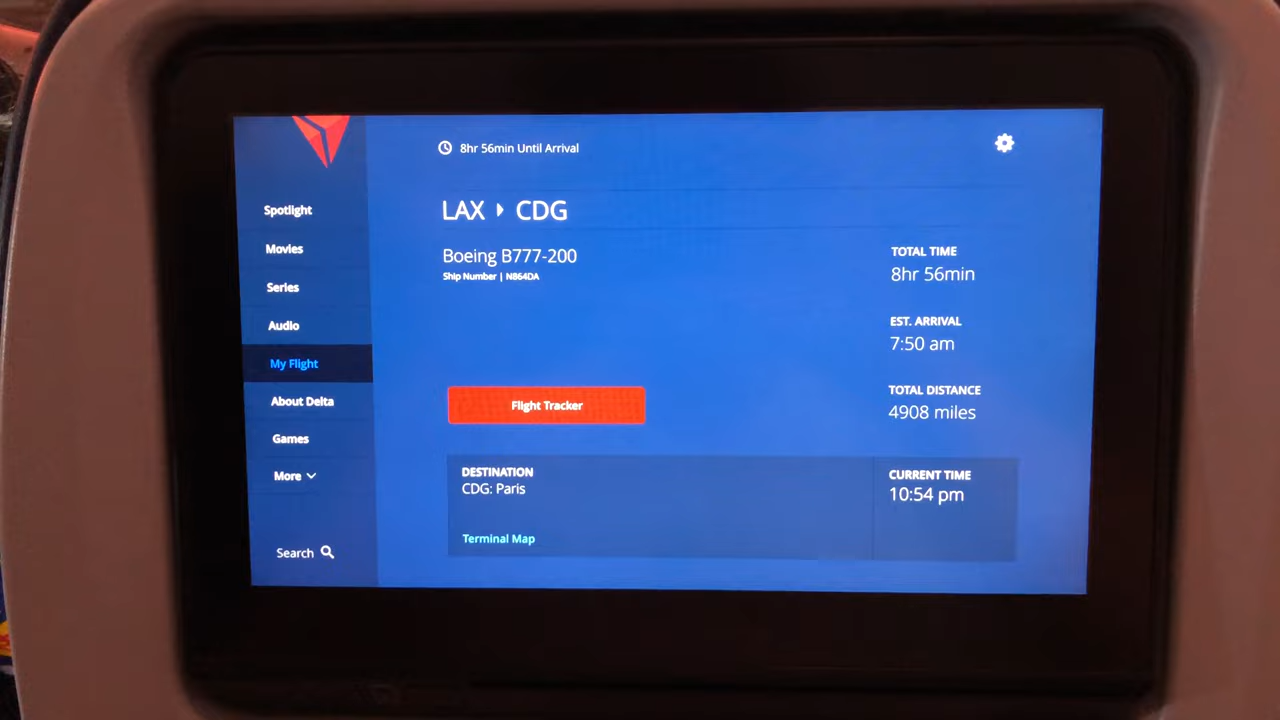 8hr 56min Until Arrival
Spotlight
Movies
Series
Audio
My Flight
About Delta
Games
More
Search
LAX CDG
Boeing B777-200
Ship Number | N864DA
TOTAL TIME
8hr 56min
EST. ARRIVAL
7:50 am
TOTAL DISTANCE
4908 miles
Flight Tracker
DESTINATION
CDG: Paris
Terminal Map
CURRENT TIME
10:54 pm